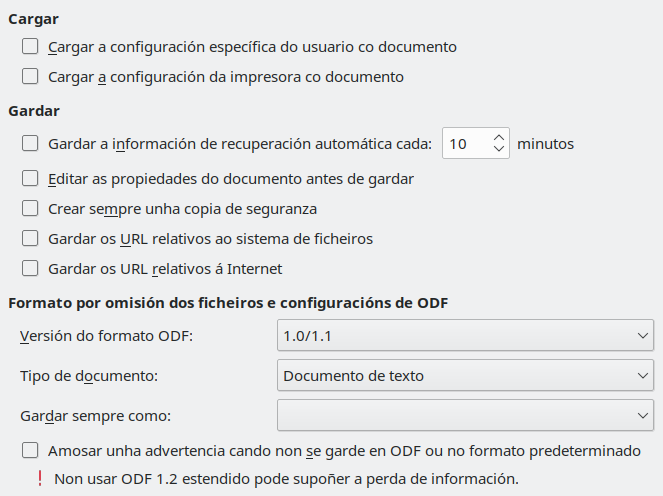 Cargar
Cargar a configuración específica do usuario co documento
Cargar a configuración da impresora co documento
Gardar
Gardar a información de recuperación automática cada: 10 minutos
Editar as propiedades do documento antes de gardar
Crear sempre unha copia de seguranza
Gardar os URL relativos ao sistema de ficheiros
Gardar os URL relativos á Internet
Formato por omisión dos ficheiros e configuracións de ODF
Versión do formato ODF: 1.0/1.1
Tipo de documento: Documento de texto
Gardar sempre como:
Amosar unha advertencia cando non se garde en ODF ou no formato predeterminado
! Non usar ODF 1.2 estendido pode supoñer a perda de información.